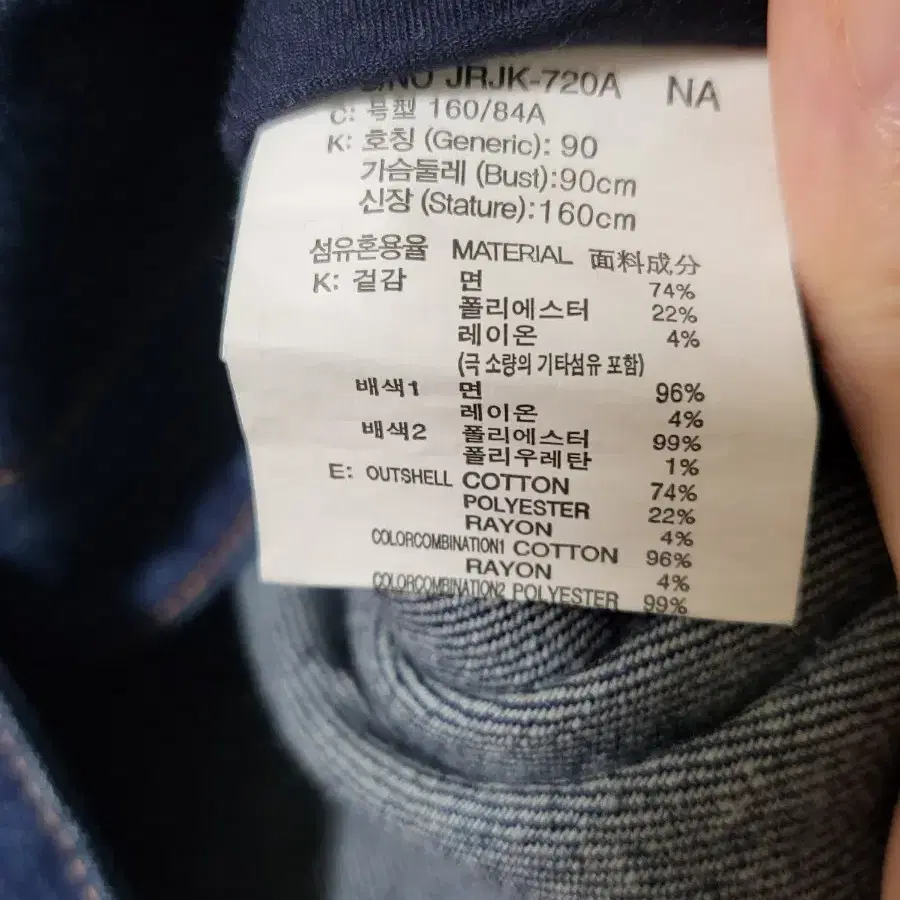 JRJK-720A NA
C: 号型 160/84A
K: 호칭 (Generic): 90
가슴둘레 (Bust):90cm
신장 (Stature):160cm
섬유혼용율 MATERIAL 面料成分
K: 겉감 면 74%
폴리에스터 22%
레이온 4%
(극 소량의 기타섬유 포함)
배색1 면 96%
레이온 4%
배색2 폴리에스터 99%
폴리우레탄 1%
E: OUTSHELL COTTON 74%
POLYESTER 22%
RAYON 4%
COLORCOMBINATION1 COTTON 96%
RAYON 4%
COLORCOMBINATION2 POLYESTER 99%